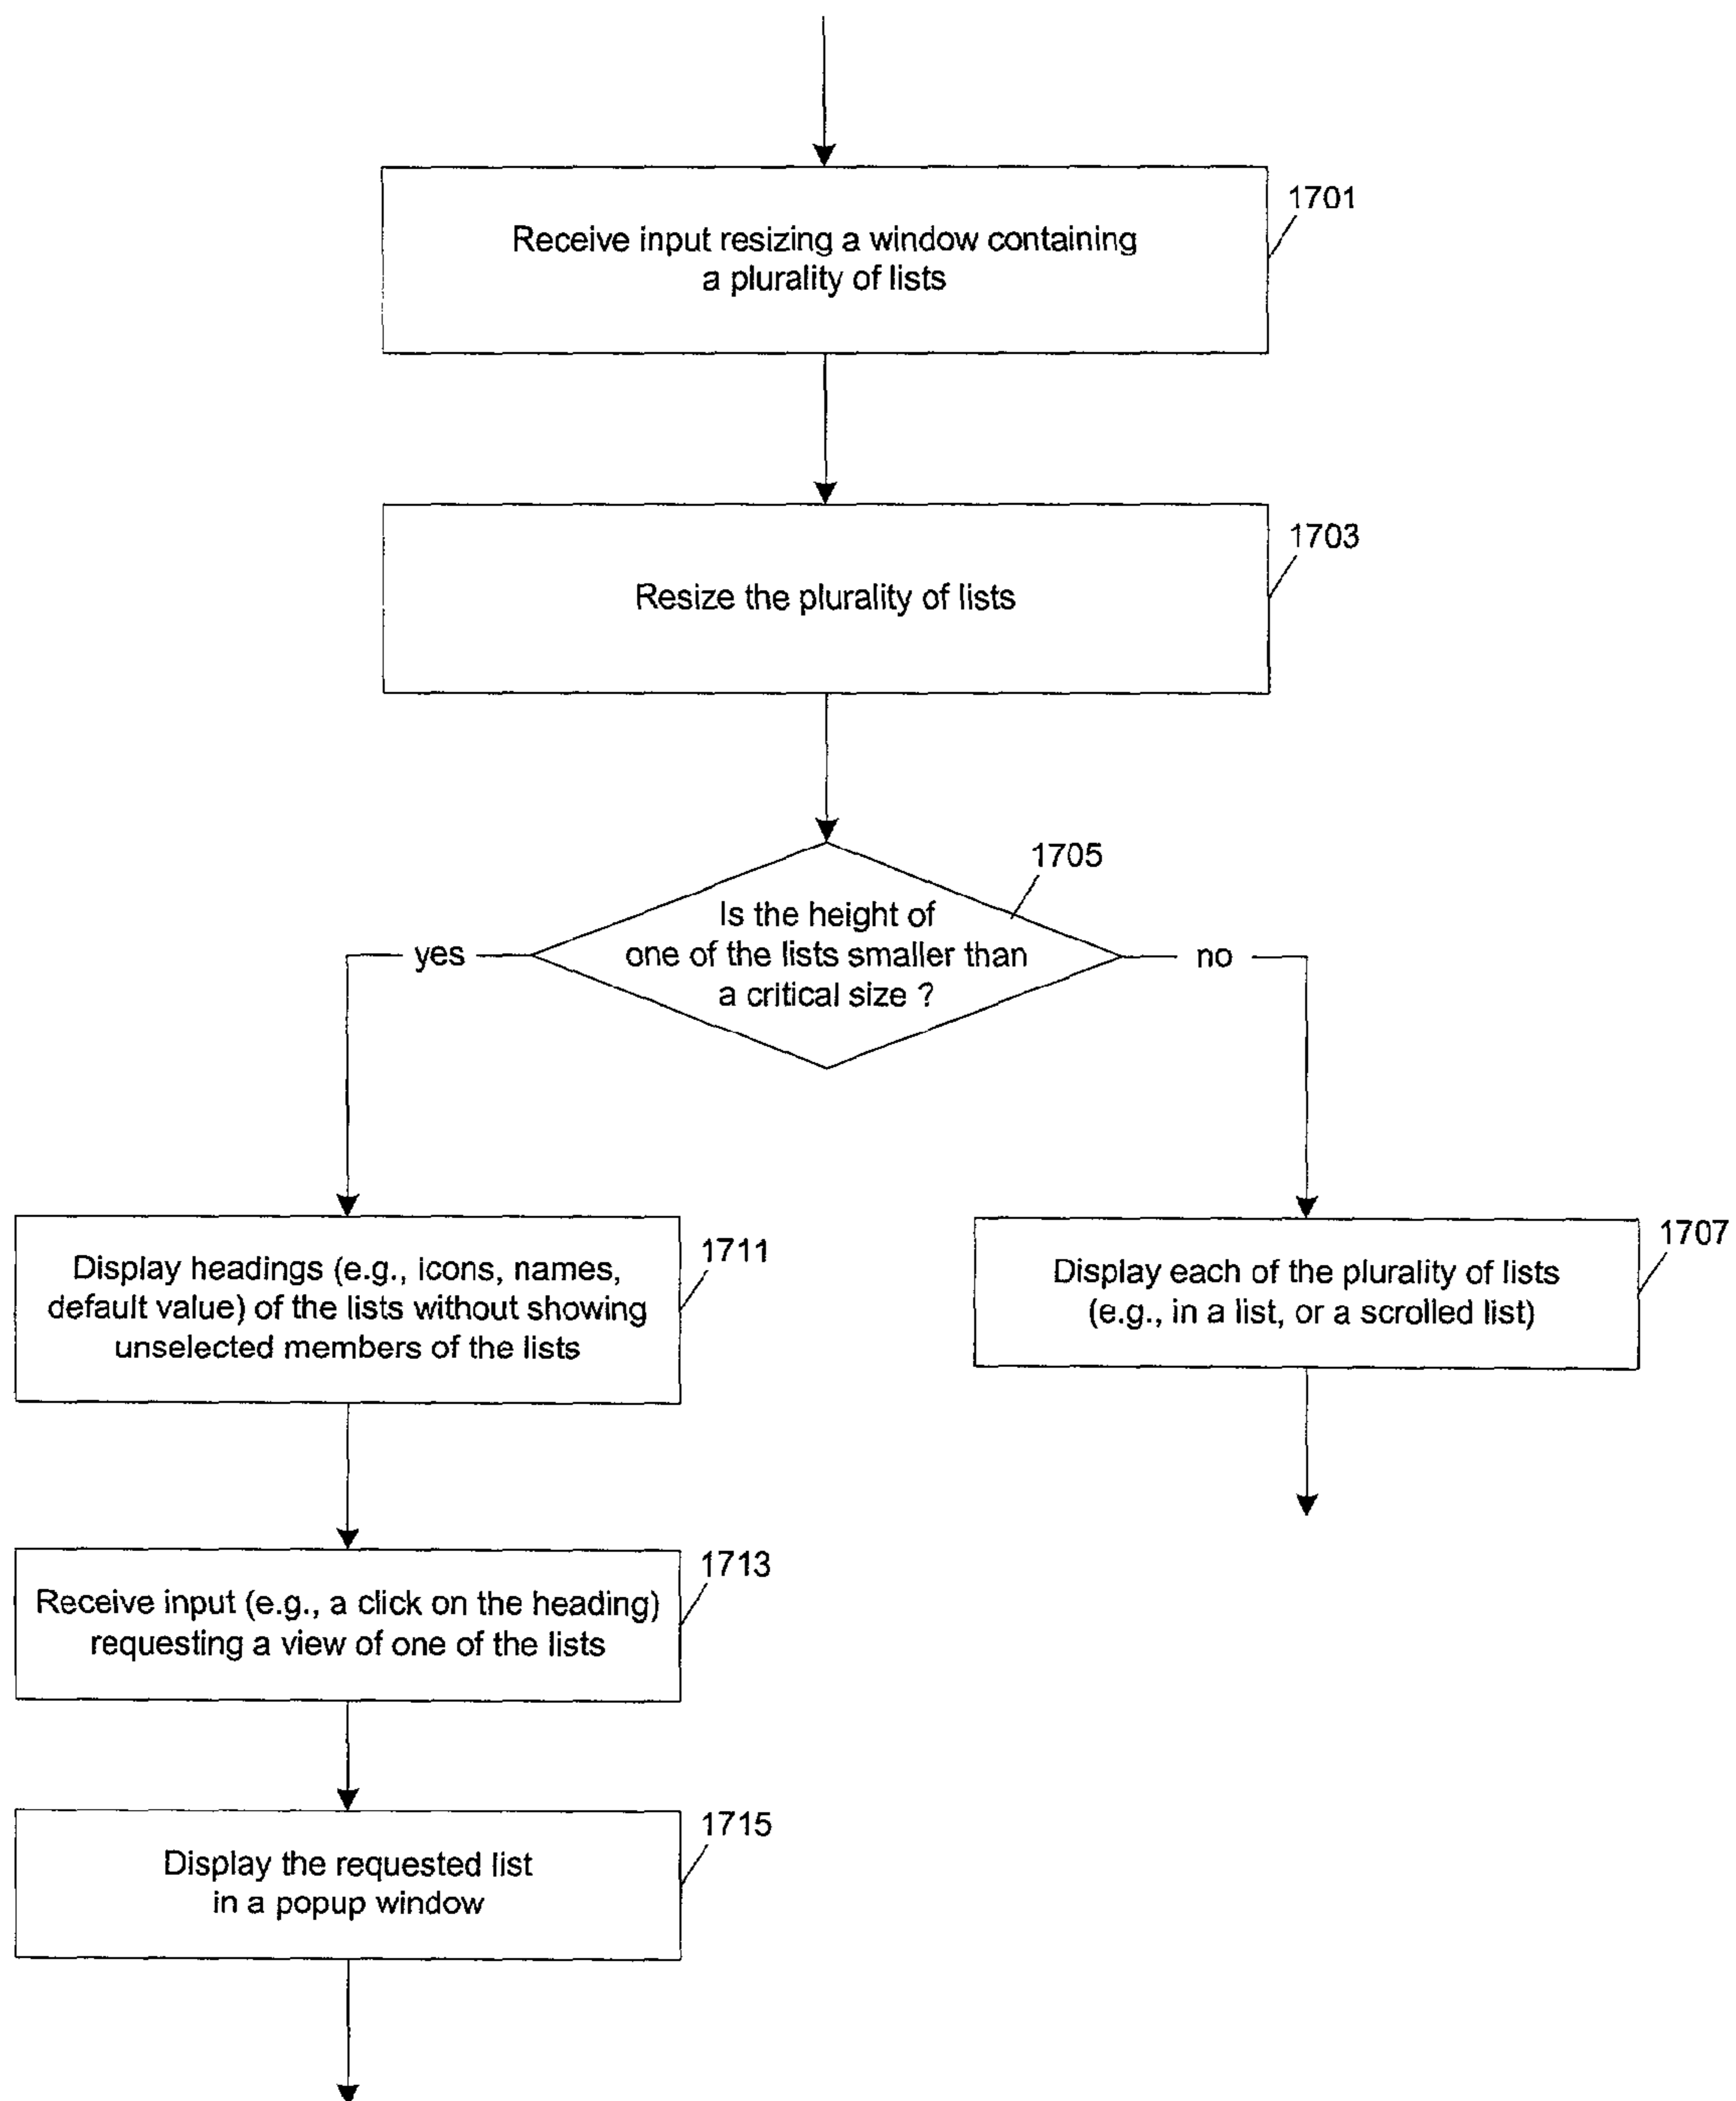 1701
Receive input resizing a window containing
a plurality of lists
1703
Resize the plurality of lists
1705
Is the height of
one of the lists smaller than
a critical size ?
yes
no
1711
Display headings (e.g., icons, names,
default value) of the lists without showing
unselected members of the lists
1707
Display each of the plurality of lists
(e.g., in a list, or a scrolled list)
1713
Receive input (e.g., a click on the heading)
requesting a view of one of the lists
1715
Display the requested list
in a popup window